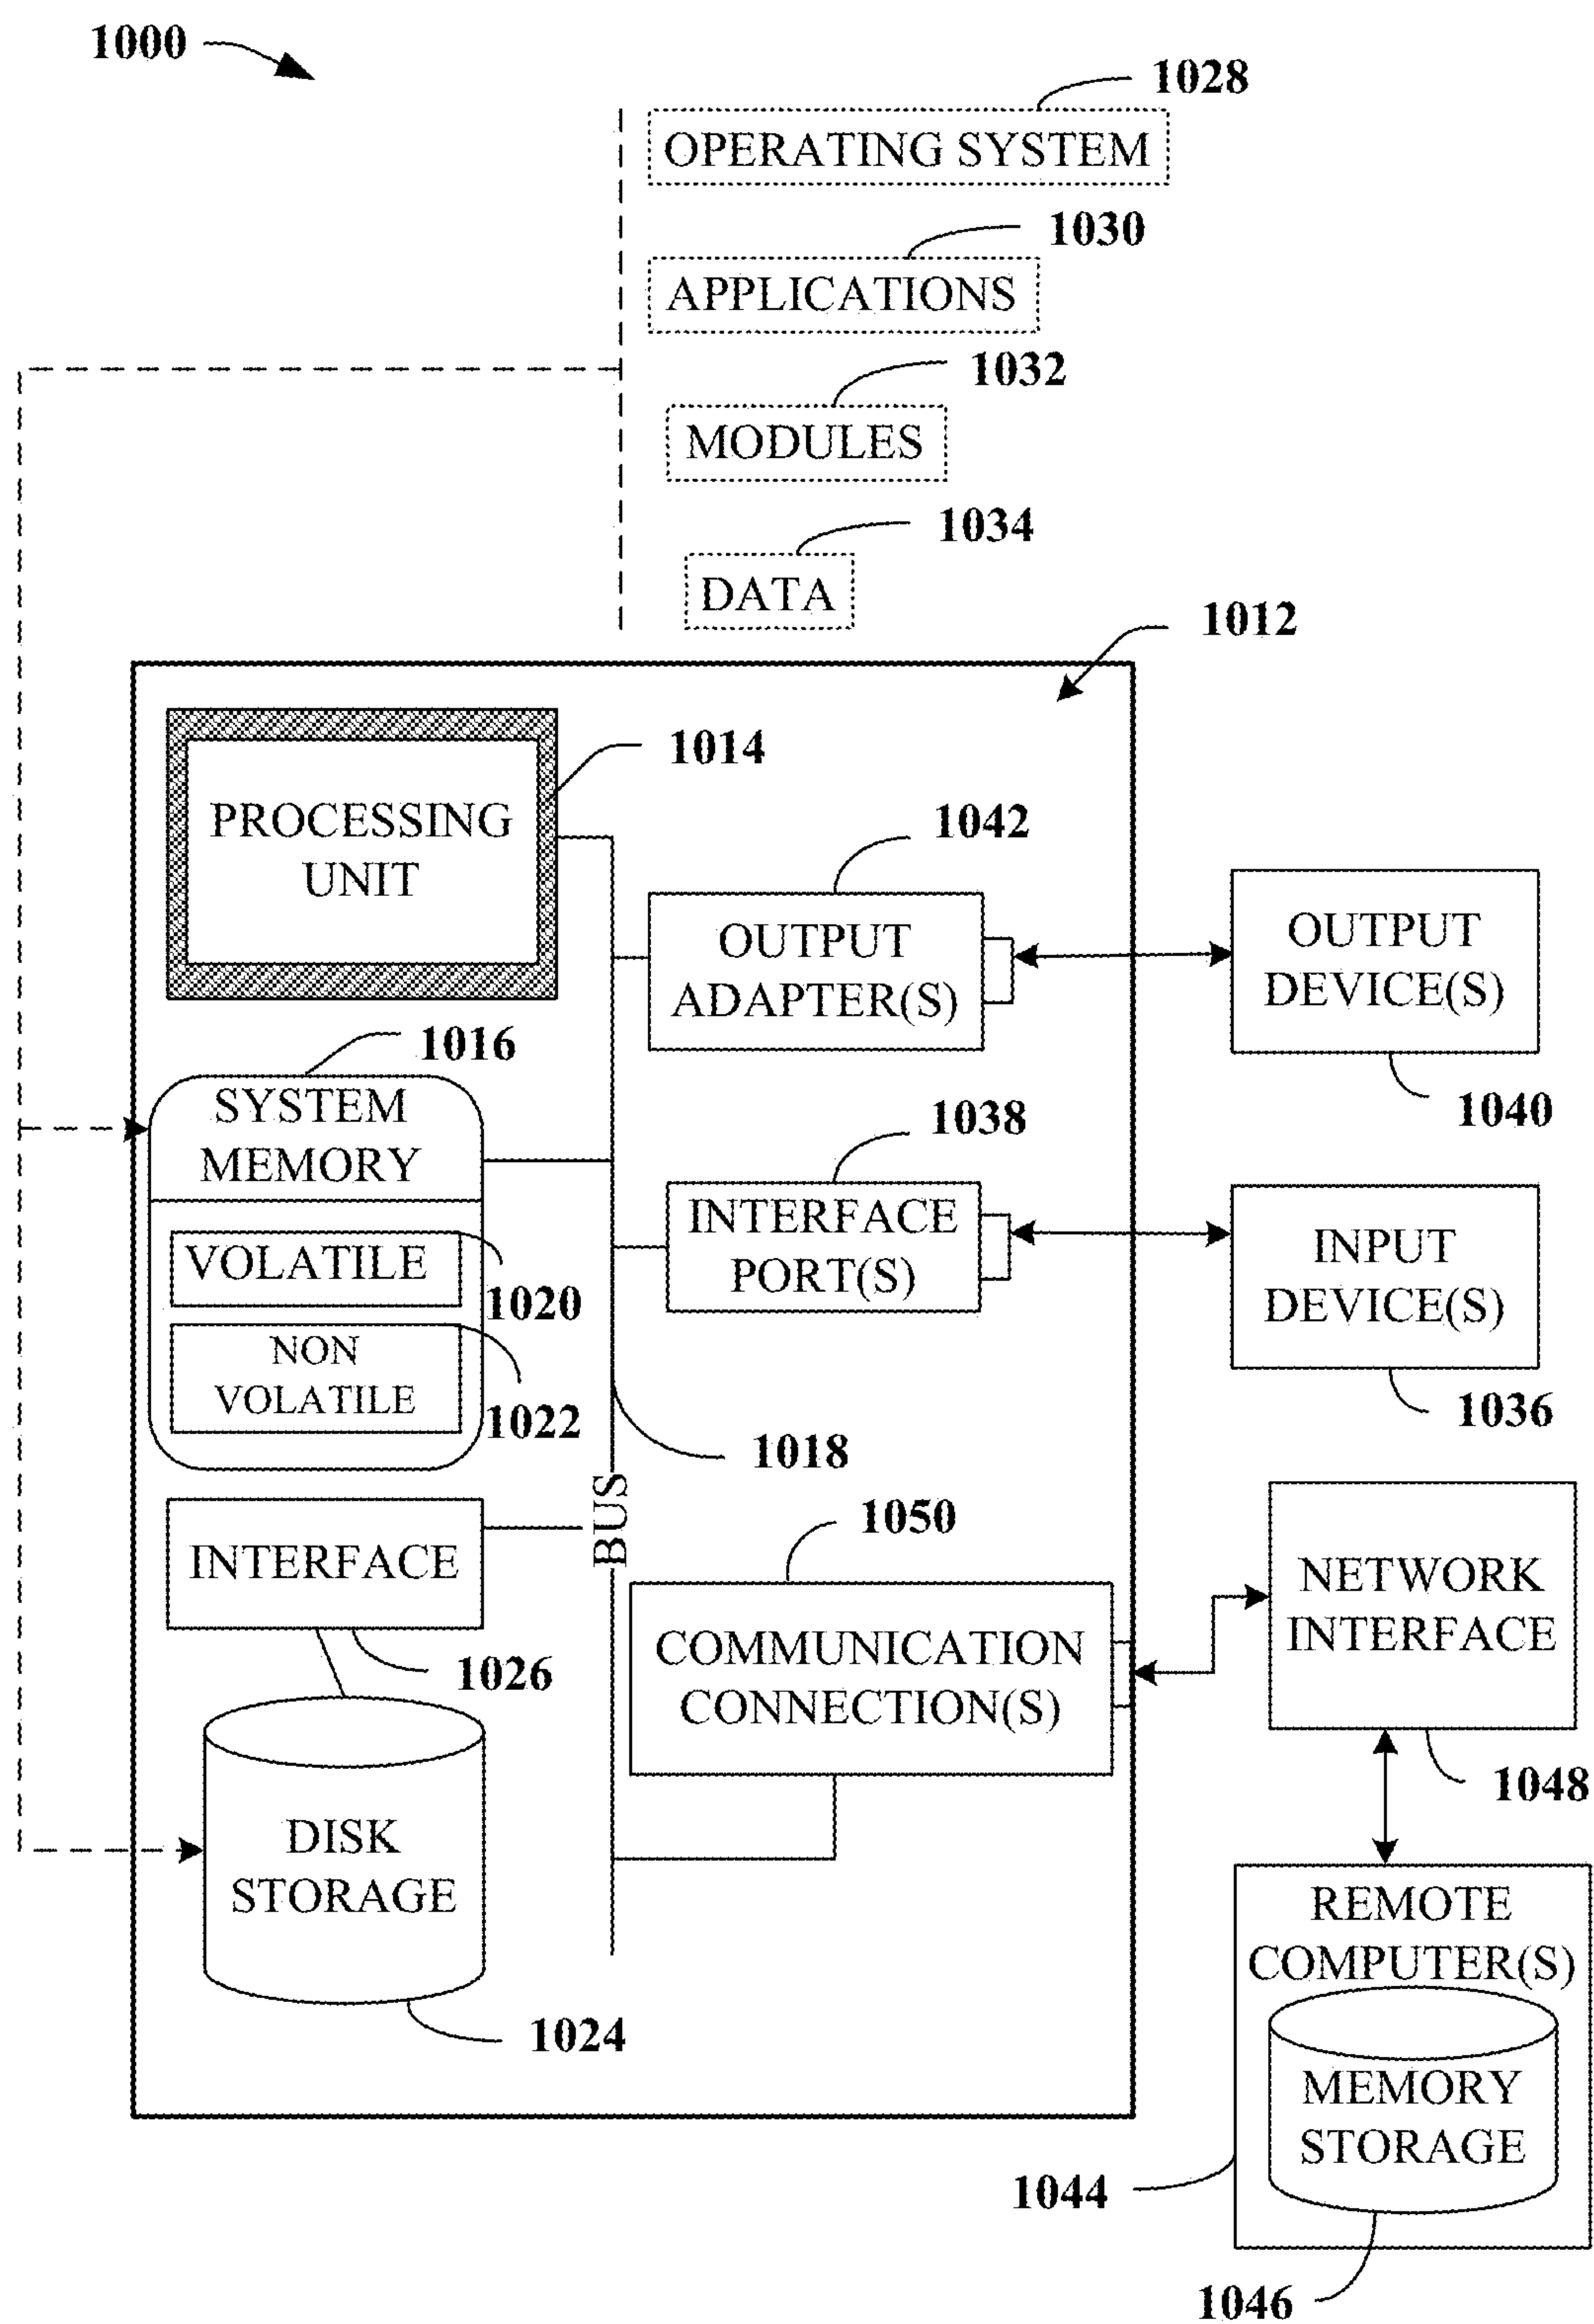 1000
1028
OPERATING SYSTEM
1030
APPLICATIONS
1032
MODULES
1034
DATA
1012
1014
PROCESSING
UNIT
1042
OUTPUT
ADAPTER(S)
OUTPUT
DEVICE(S)
1040
1016
SYSTEM
MEMORY
VOLATILE
1020
NON
VOLATILE
1022
1038
INTERFACE
PORT(S)
INPUT
DEVICE(S)
1036
1018
BUS
INTERFACE
1026
1050
COMMUNICATION
CONNECTION(S)
NETWORK
INTERFACE
1048
DISK
STORAGE
1024
REMOTE
COMPUTER(S)
MEMORY
STORAGE
1044
1046